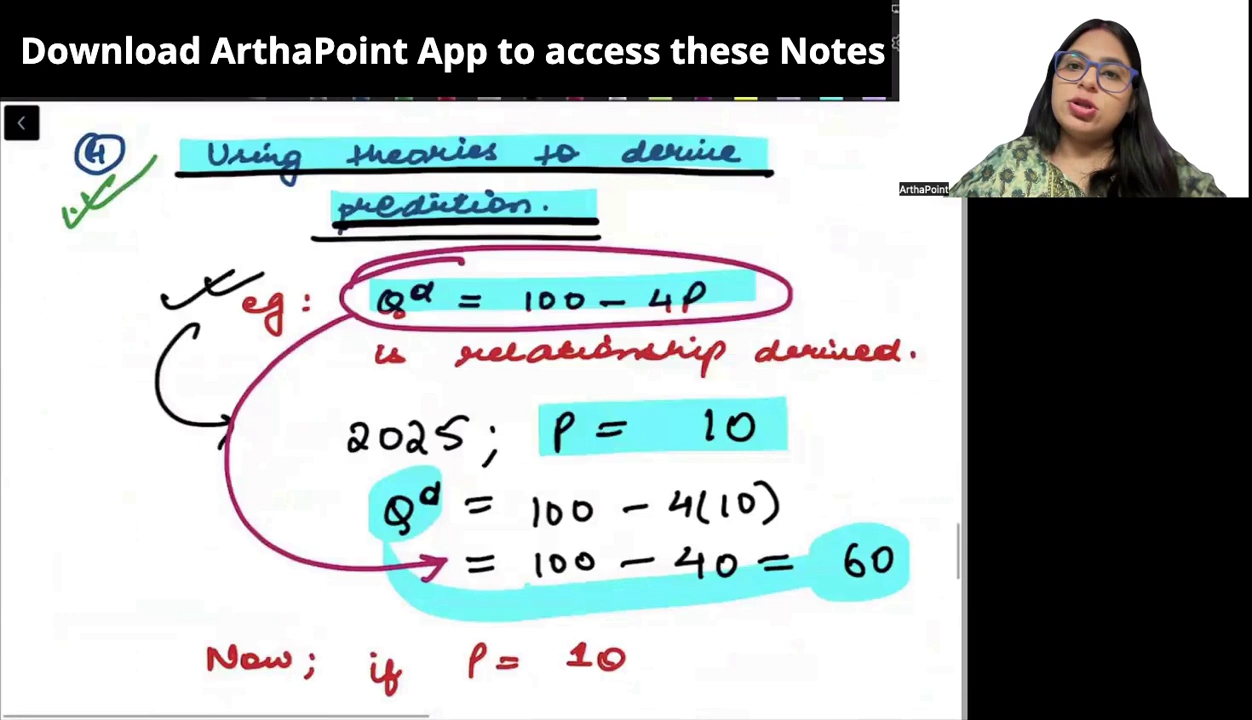 Download ArthaPoint App to access these Notes
ArthaPoint
4
Using theories to derive
prediction.
eg: Qd = 100 - 4P
is relationship derived.
2025; P = 10
Qd = 100 - 4(10)
= 100 - 40 = 60
Now; if P = 10